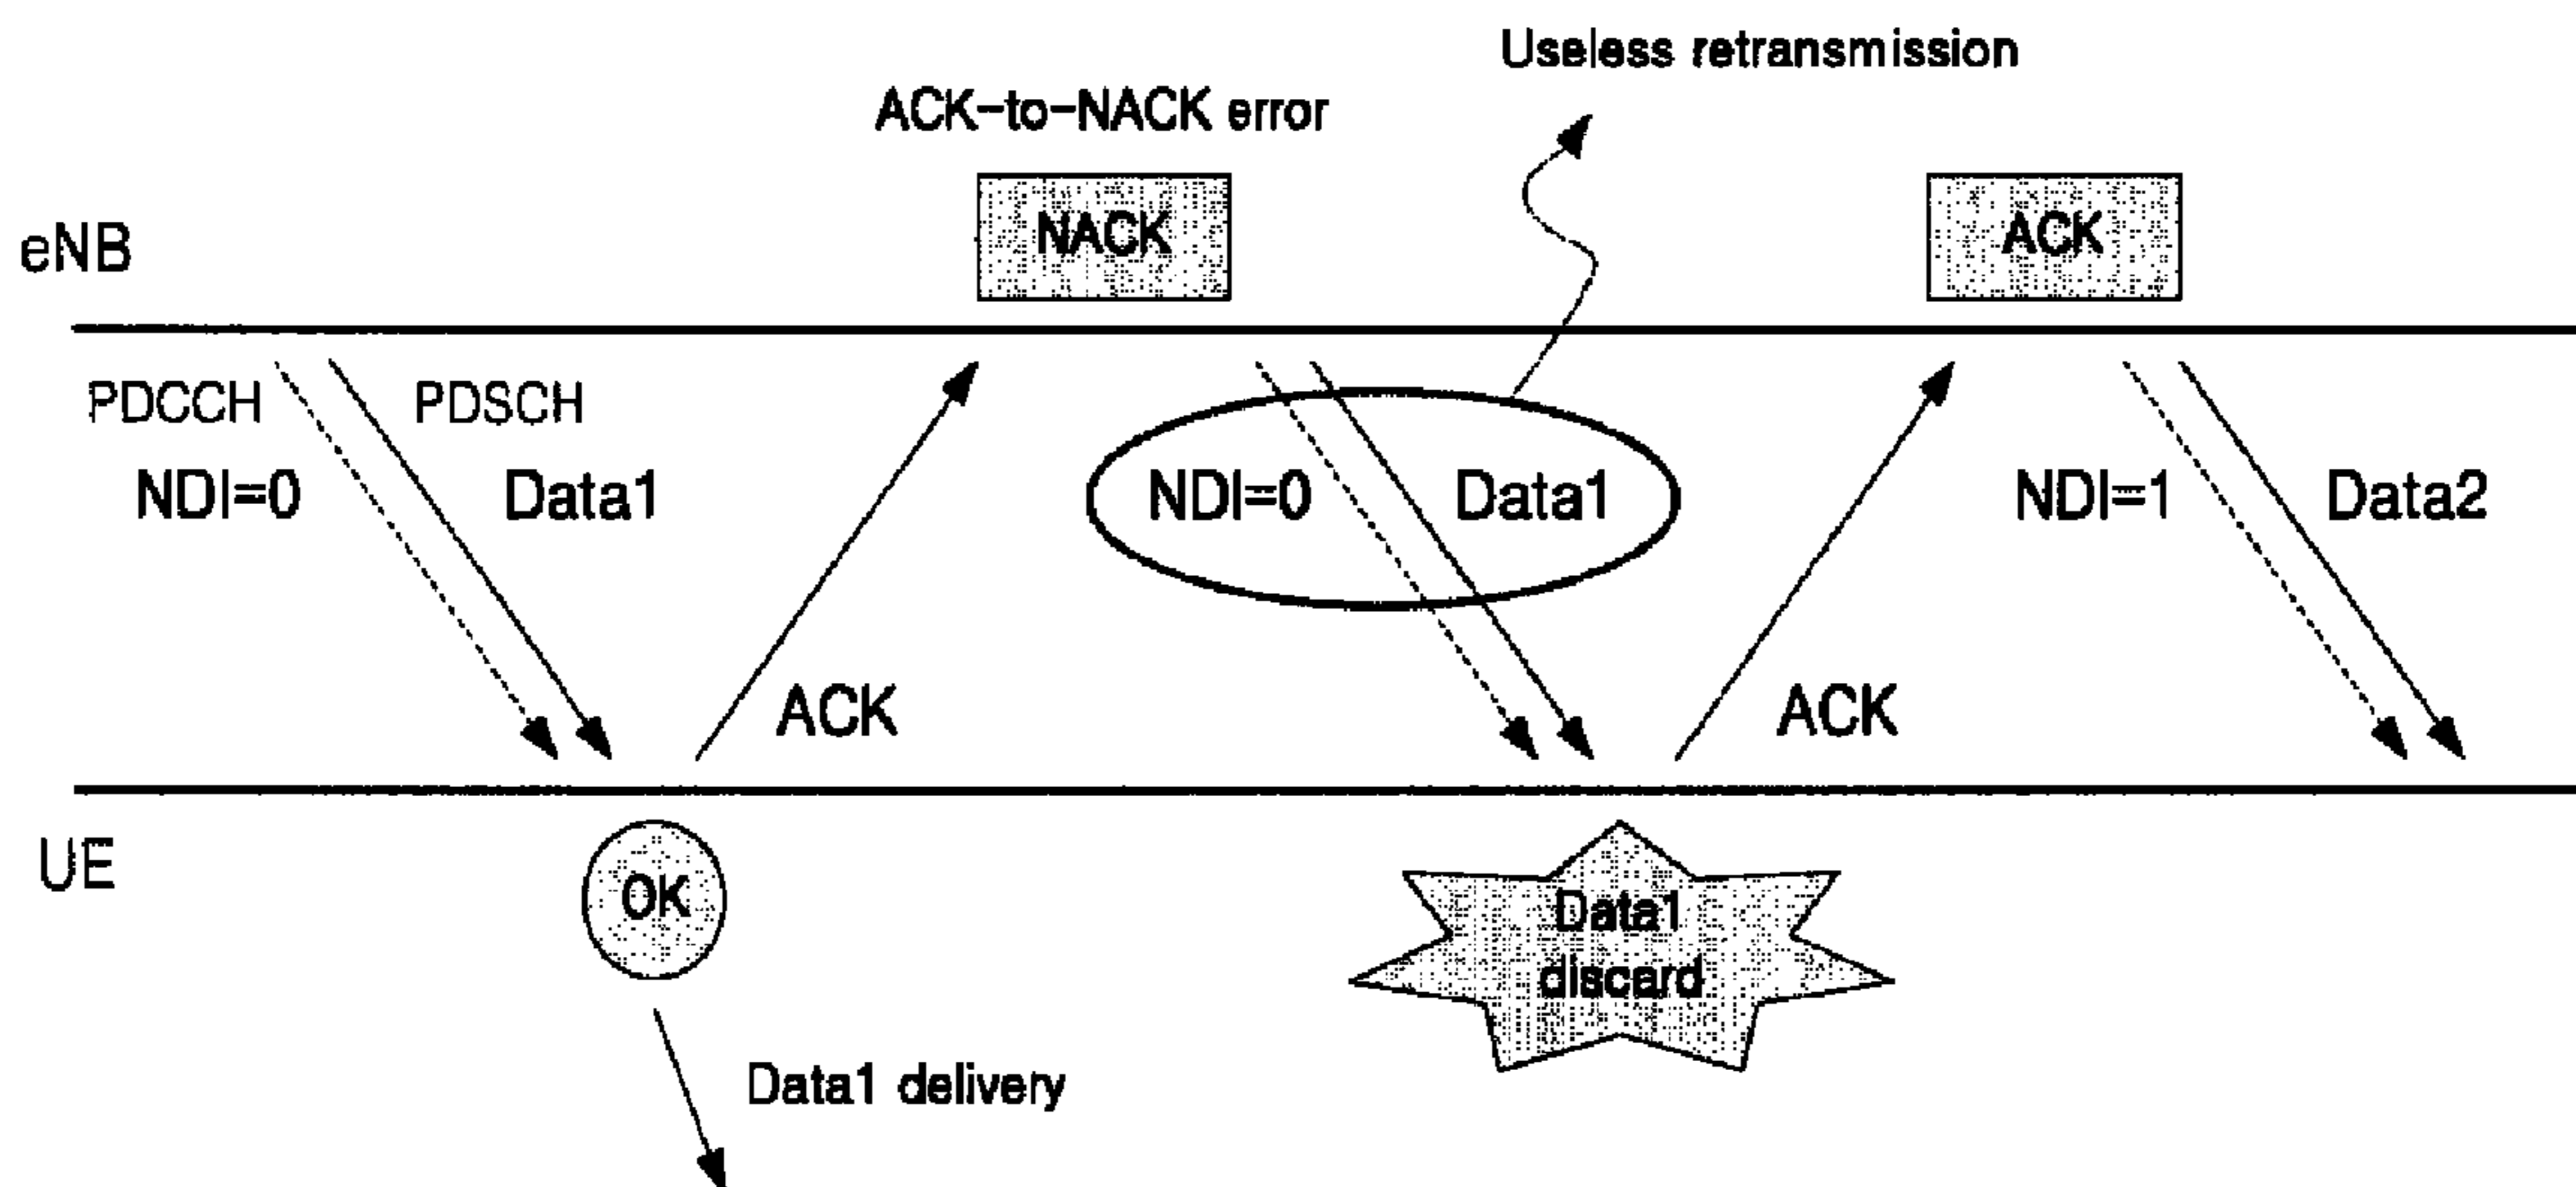 Useless retransmission
ACK-to-NACK error
NACK
ACK
eNB
PDCCH
PDSCH
NDI=0
Data1
NDI=0
Data1
NDI=1
Data2
ACK
ACK
UE
OK
Data1
discard
Data1 delivery